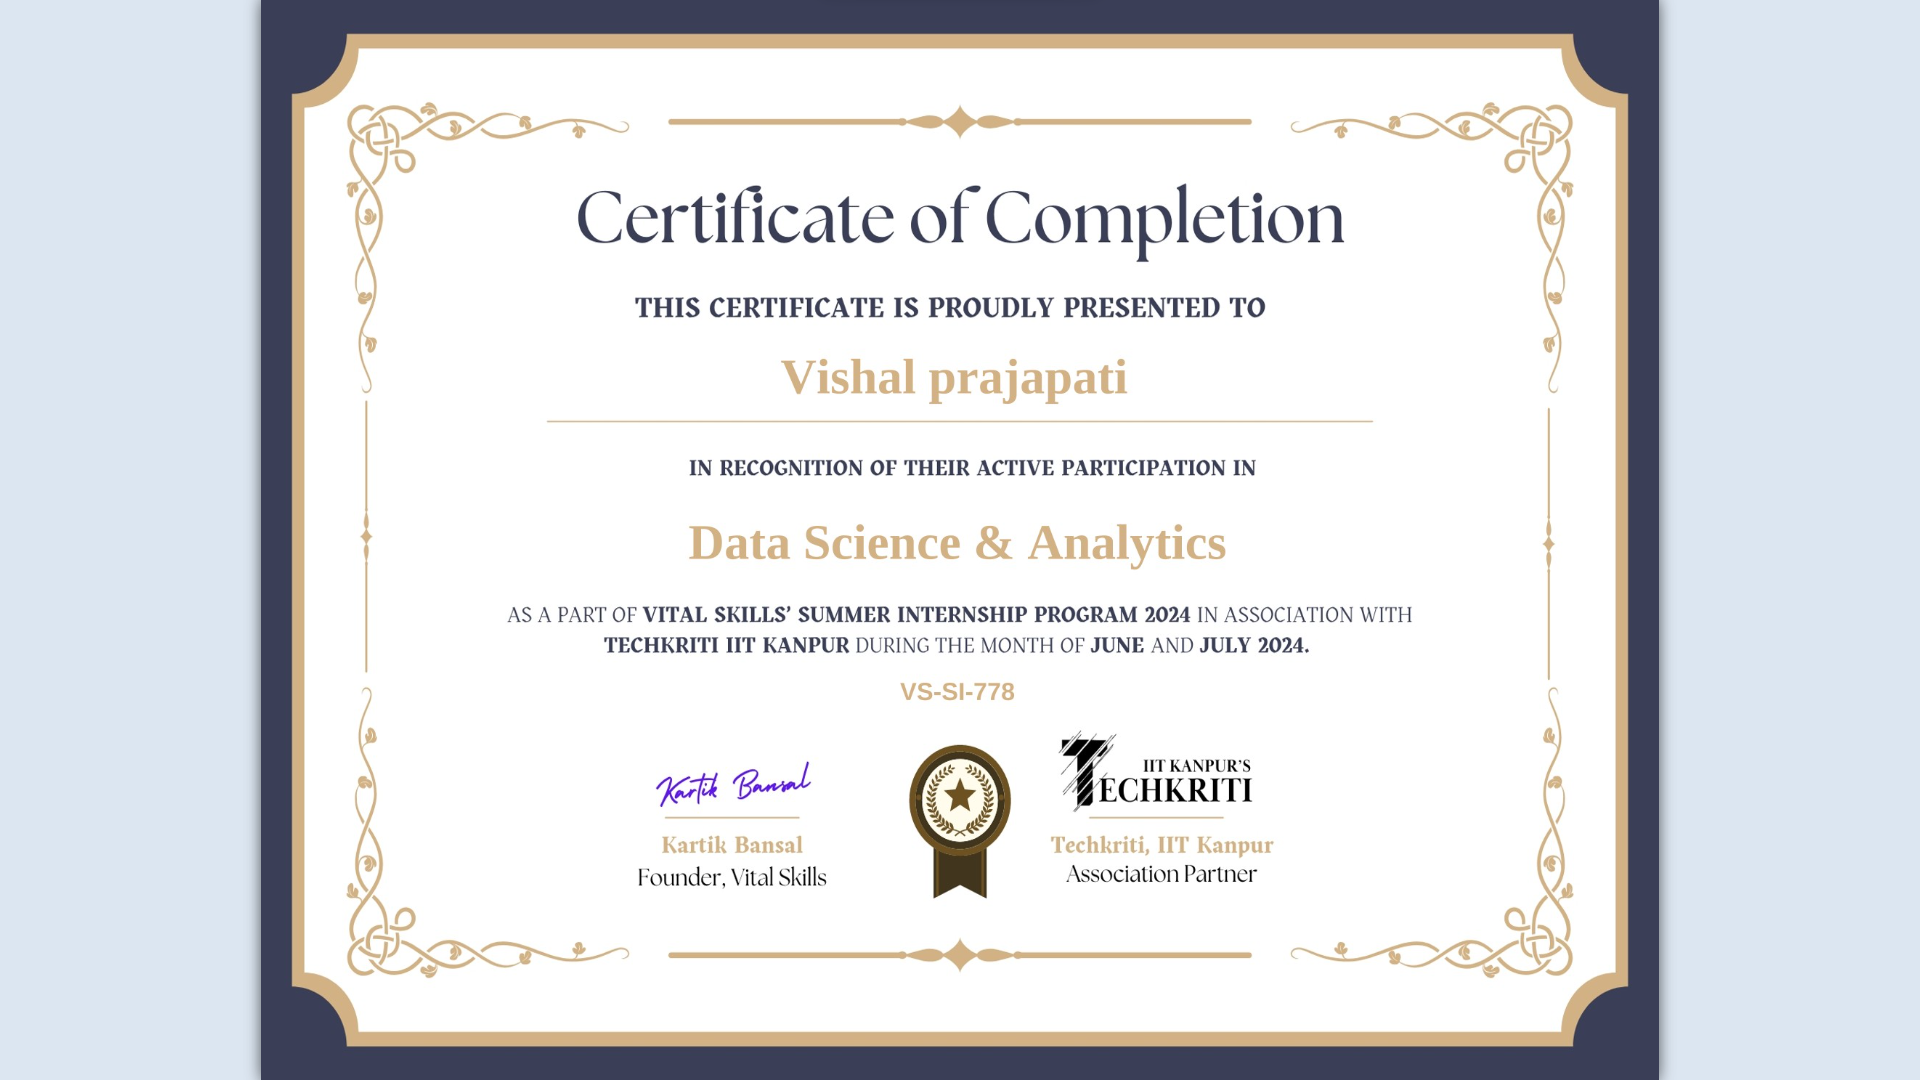 Certificate of Completion
THIS CERTIFICATE IS PROUDLY PRESENTED TO
Vishal prajapati
IN RECOGNITION OF THEIR ACTIVE PARTICIPATION IN
Data Science & Analytics
AS A PART OF VITAL SKILLS’ SUMMER INTERNSHIP PROGRAM 2024 IN ASSOCIATION WITH
TECHKRITI IIT KANPUR DURING THE MONTH OF JUNE AND JULY 2024.
VS-SI-778
Kartik Bansal
Kartik Bansal
Founder, Vital Skills
IIT KANPUR'S
TECHKRITI
Techkriti, IIT Kanpur
Association Partner